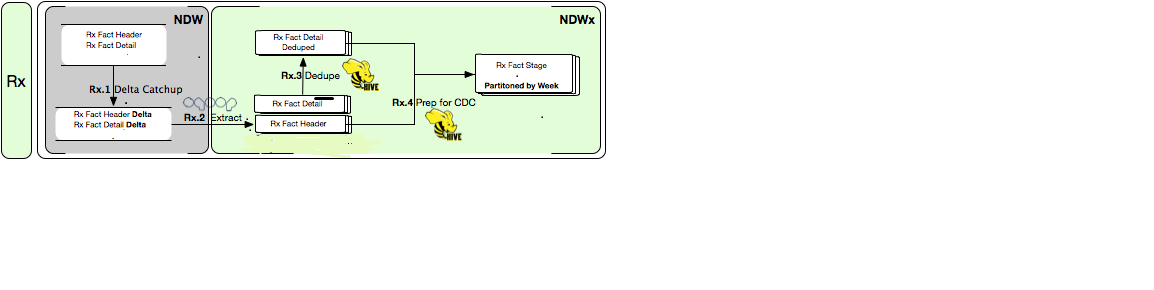 Rx
NDW
Rx Fact Header
Rx Fact Detail
Rx.1 Delta Catchup
Rx Fact Header Delta
Rx Fact Detail Delta
sqoop
Rx.2 Extract
NDWx
Rx Fact Detail
Deduped
Rx.3 Dedupe
HIVE
Rx Fact Detail
Rx Fact Header
Rx.4 Prep for CDC
HIVE
Rx Fact Stage
Partitioned by Week